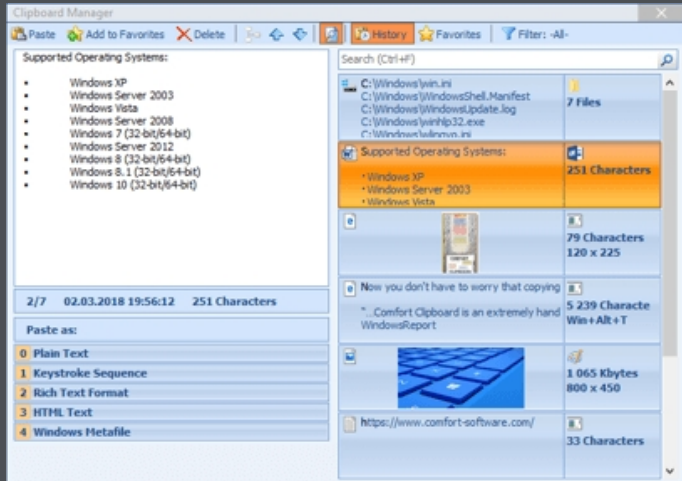 Clipboard Manager
Paste Add to Favorites Delete History Favorites Filter: -All-
Supported Operating Systems:
• Windows XP
• Windows Server 2003
• Windows Vista
• Windows Server 2008
• Windows 7 (32-bit/64-bit)
• Windows Server 2012
• Windows 8 (32-bit/64-bit)
• Windows 8.1 (32-bit/64-bit)
• Windows 10 (32-bit/64-bit)
2/7 02.03.2018 19:56:12 251 Characters
Paste as:
0 Plain Text
1 Keystroke Sequence
2 Rich Text Format
3 HTML Text
4 Windows Metafile
Search (Ctrl+F)
C:\Windows\win.ini
C:\Windows\WindowsShell.Manifest
C:\Windows\WindowsUpdate.log
C:\Windows\winhlp32.exe
7 Files
Supported Operating Systems:
• Windows XP
• Windows Server 2003
• Windows Vista
251 Characters
79 Characters
120 x 225
Now you don't have to worry that copying
"...Comfort Clipboard is an extremely hand
WindowsReport
5 239 Characte
Win+Alt+T
1 065 Kbytes
800 x 450
https://www.comfort-software.com/
33 Characters